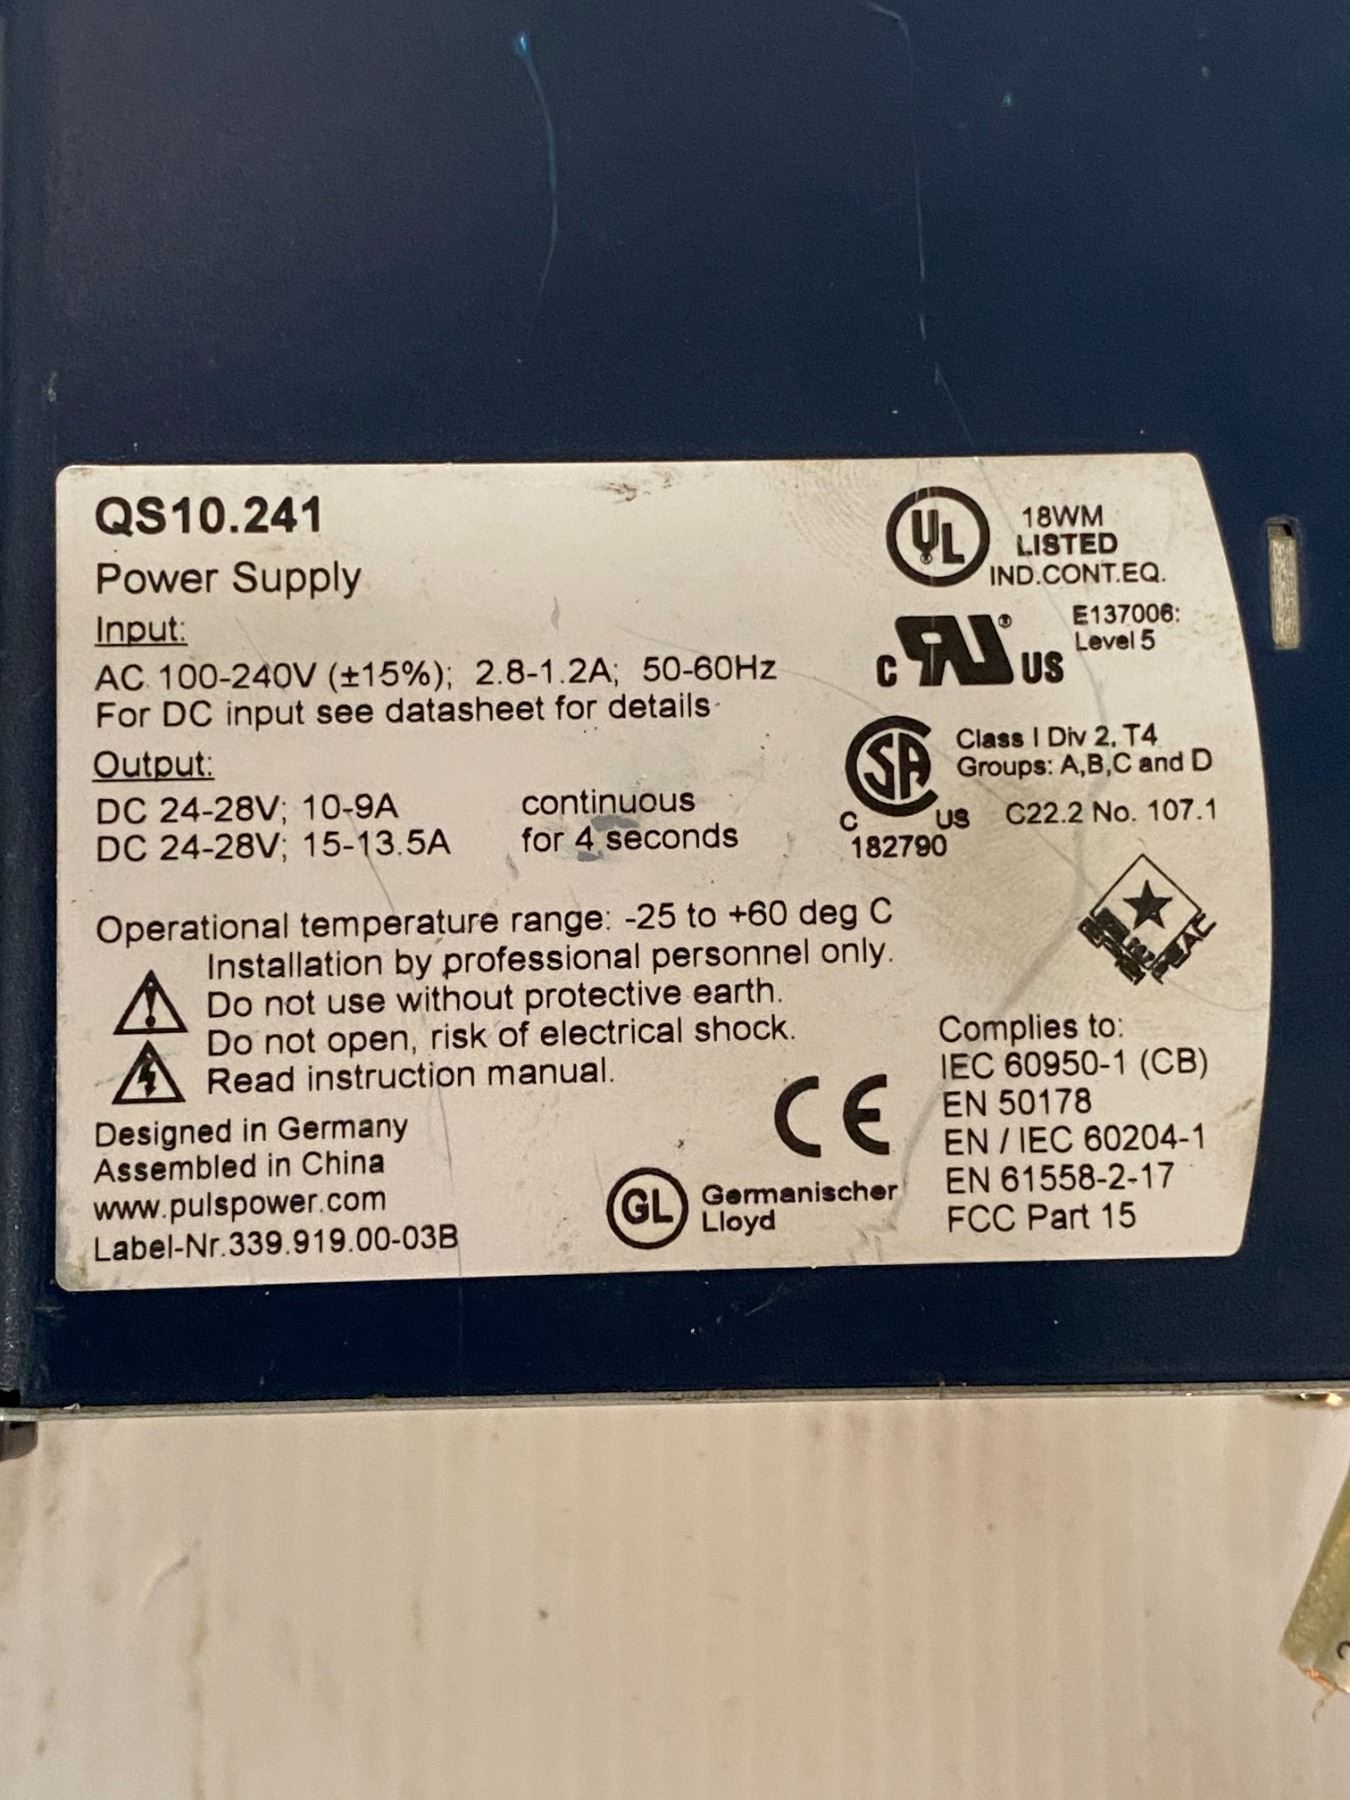 QS10.241
Power Supply
Input:
AC 100-240V (±15%); 2.8-1.2A; 50-60Hz
For DC input see datasheet for details
Output:
DC 24-28V; 10-9A continuous
DC 24-28V; 15-13.5A for 4 seconds
Operational temperature range: -25 to +60 deg C
Installation by professional personnel only.
Do not use without protective earth.
Do not open, risk of electrical shock.
Read instruction manual.
Designed in Germany
Assembled in China
www.pulspower.com
Label-Nr.339.919.00-03B
UL ®
18WM
LISTED
IND.CONT.EQ.
C RU ® US
E137006:
Level 5
C SA US
182790
Class I Div 2, T4
Groups: A,B,C and D
C22.2 No. 107.1
CE
GL
Germanischer
Lloyd
Complies to:
IEC 60950-1 (CB)
EN 50178
EN / IEC 60204-1
EN 61558-2-17
FCC Part 15